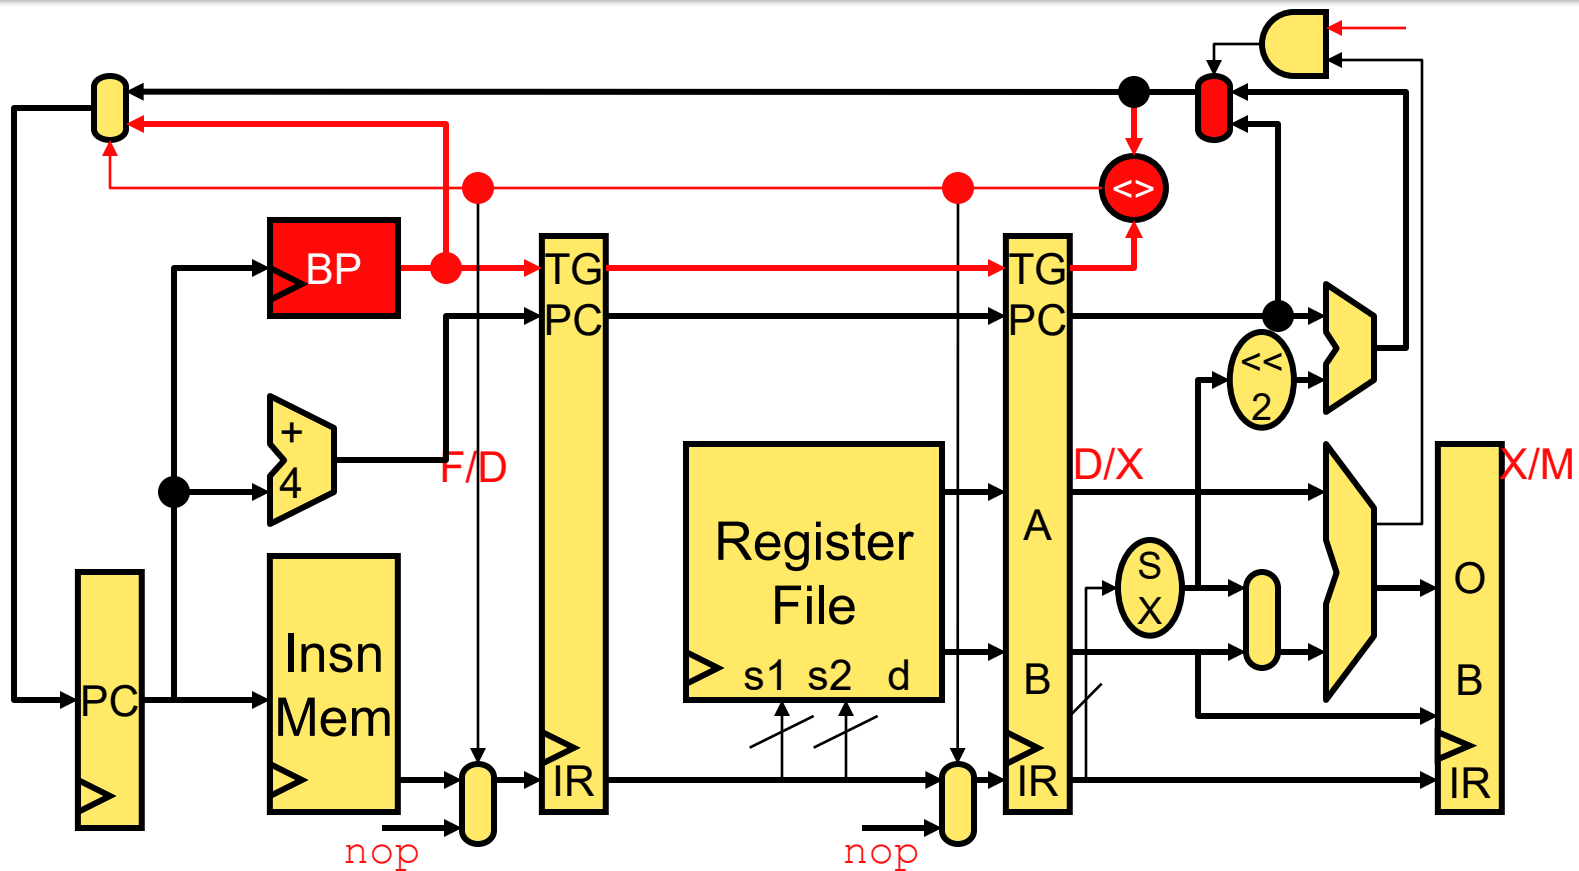 <>
BP
TG
TG
PC
PC
<<
2
+
4
F/D
D/X
X/M
Register
File
A
S
X
O
Insn
Mem
PC
s1 s2 d
B
B
IR
IR
IR
nop
nop